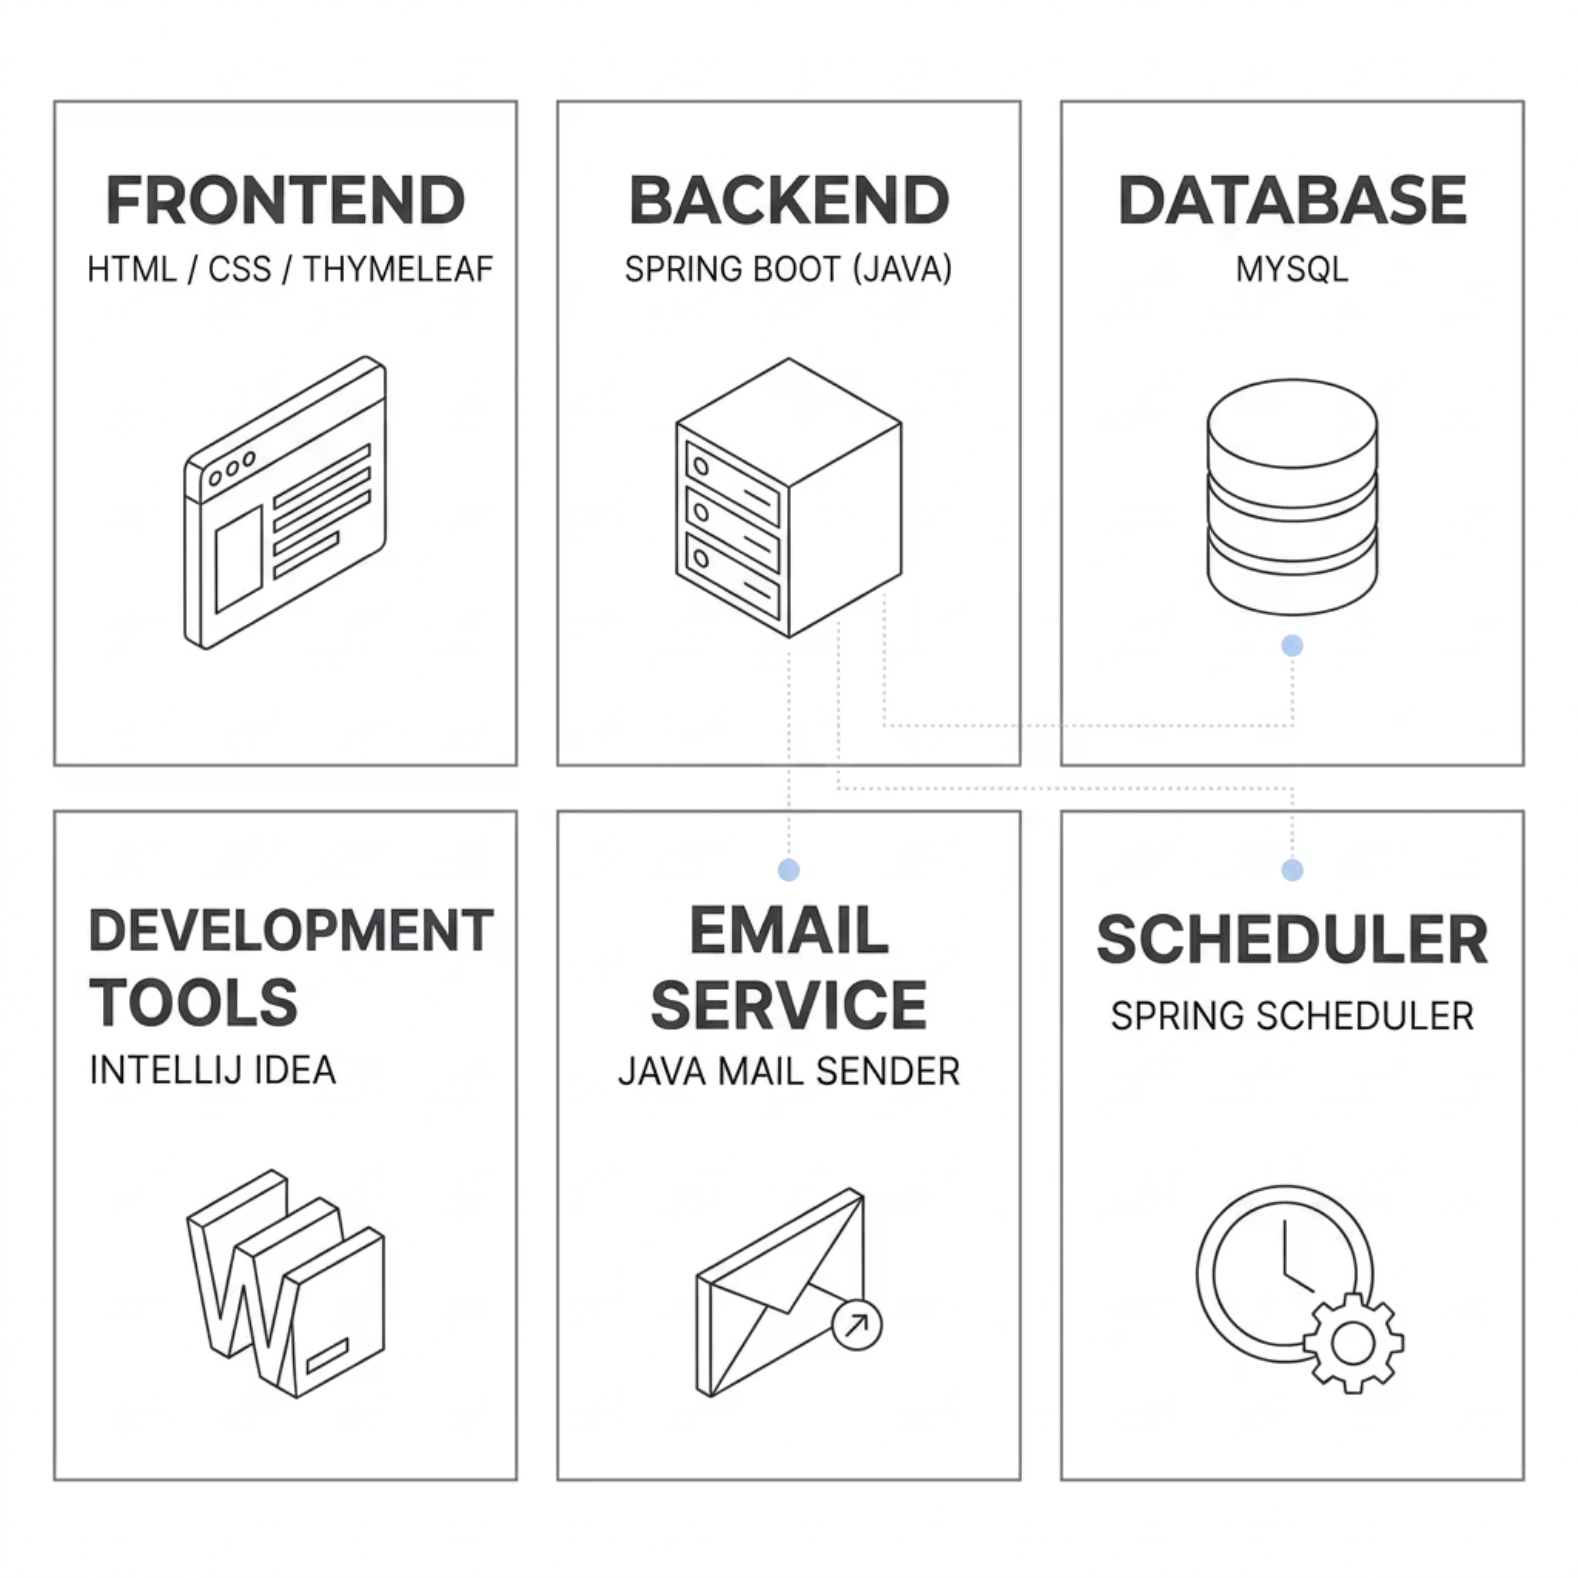 FRONTEND
HTML / CSS / THYMELEAF
BACKEND
SPRING BOOT (JAVA)
DATABASE
MYSQL
DEVELOPMENT
TOOLS
INTELLIJ IDEA
EMAIL
SERVICE
JAVA MAIL SENDER
SCHEDULER
SPRING SCHEDULER